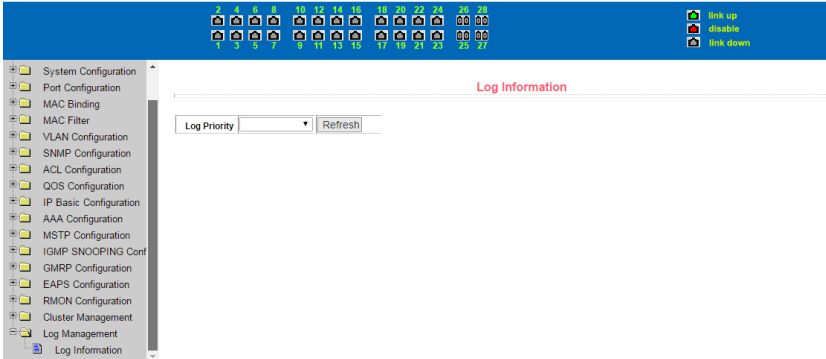 2 4 6 8 10 12 14 16 18 20 22 24 26 28
1 3 5 7 9 11 13 15 17 19 21 23 25 27
link up
disable
link down
System Configuration
Port Configuration
MAC Binding
MAC Filter
VLAN Configuration
SNMP Configuration
ACL Configuration
QOS Configuration
IP Basic Configuration
AAA Configuration
MSTP Configuration
IGMP SNOOPING Conf
GMRP Configuration
EAPS Configuration
RMON Configuration
Cluster Management
Log Management
Log Information
Log Information
Log Priority Refresh